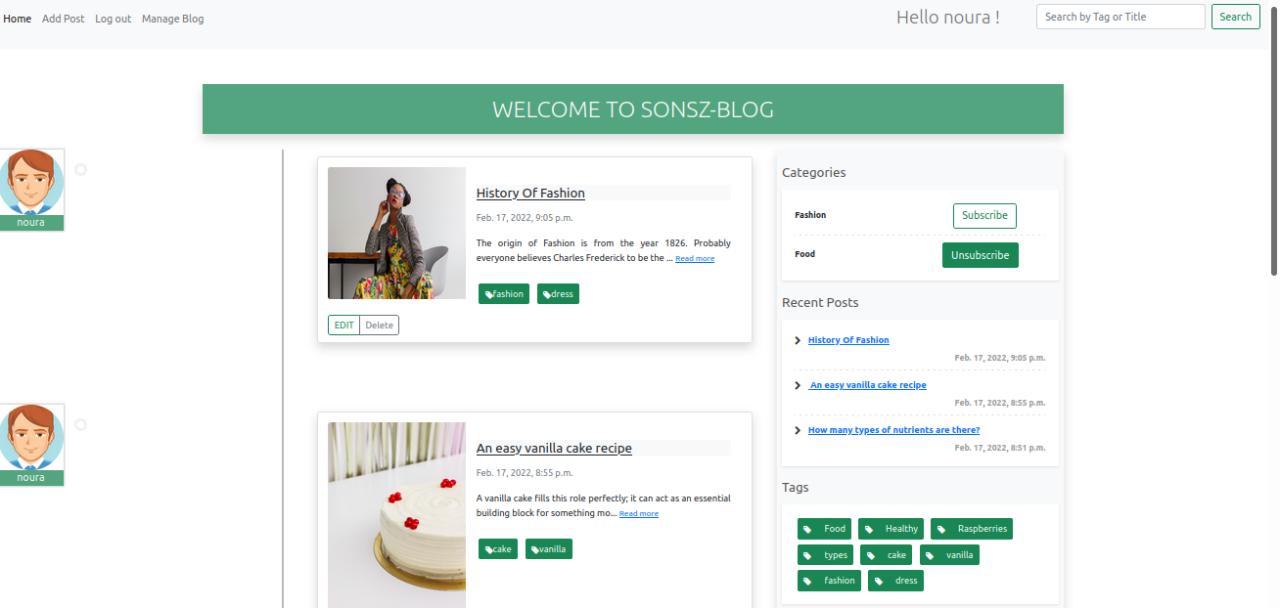 Home Add Post Log out Manage Blog Hello noura ! Search by Tag or Title Search
WELCOME TO SONSZ-BLOG
noura
History Of Fashion
Feb. 17, 2022, 9:05 p.m.
The origin of Fashion is from the year 1826. Probably
everyone believes Charles Frederick to be the ... Read more
fashion dress
EDIT Delete
noura
An easy vanilla cake recipe
Feb. 17, 2022, 8:55 p.m.
A vanilla cake fills this role perfectly; it can act as an essential
building block for something mo... Read more
cake vanilla
Categories
Fashion Subscribe
Food Unsubscribe
Recent Posts
History Of Fashion
Feb. 17, 2022, 9:05 p.m.
An easy vanilla cake recipe
Feb. 17, 2022, 8:55 p.m.
How many types of nutrients are there?
Feb. 17, 2022, 8:51 p.m.
Tags
Food Healthy Raspberries
types cake vanilla
fashion dress